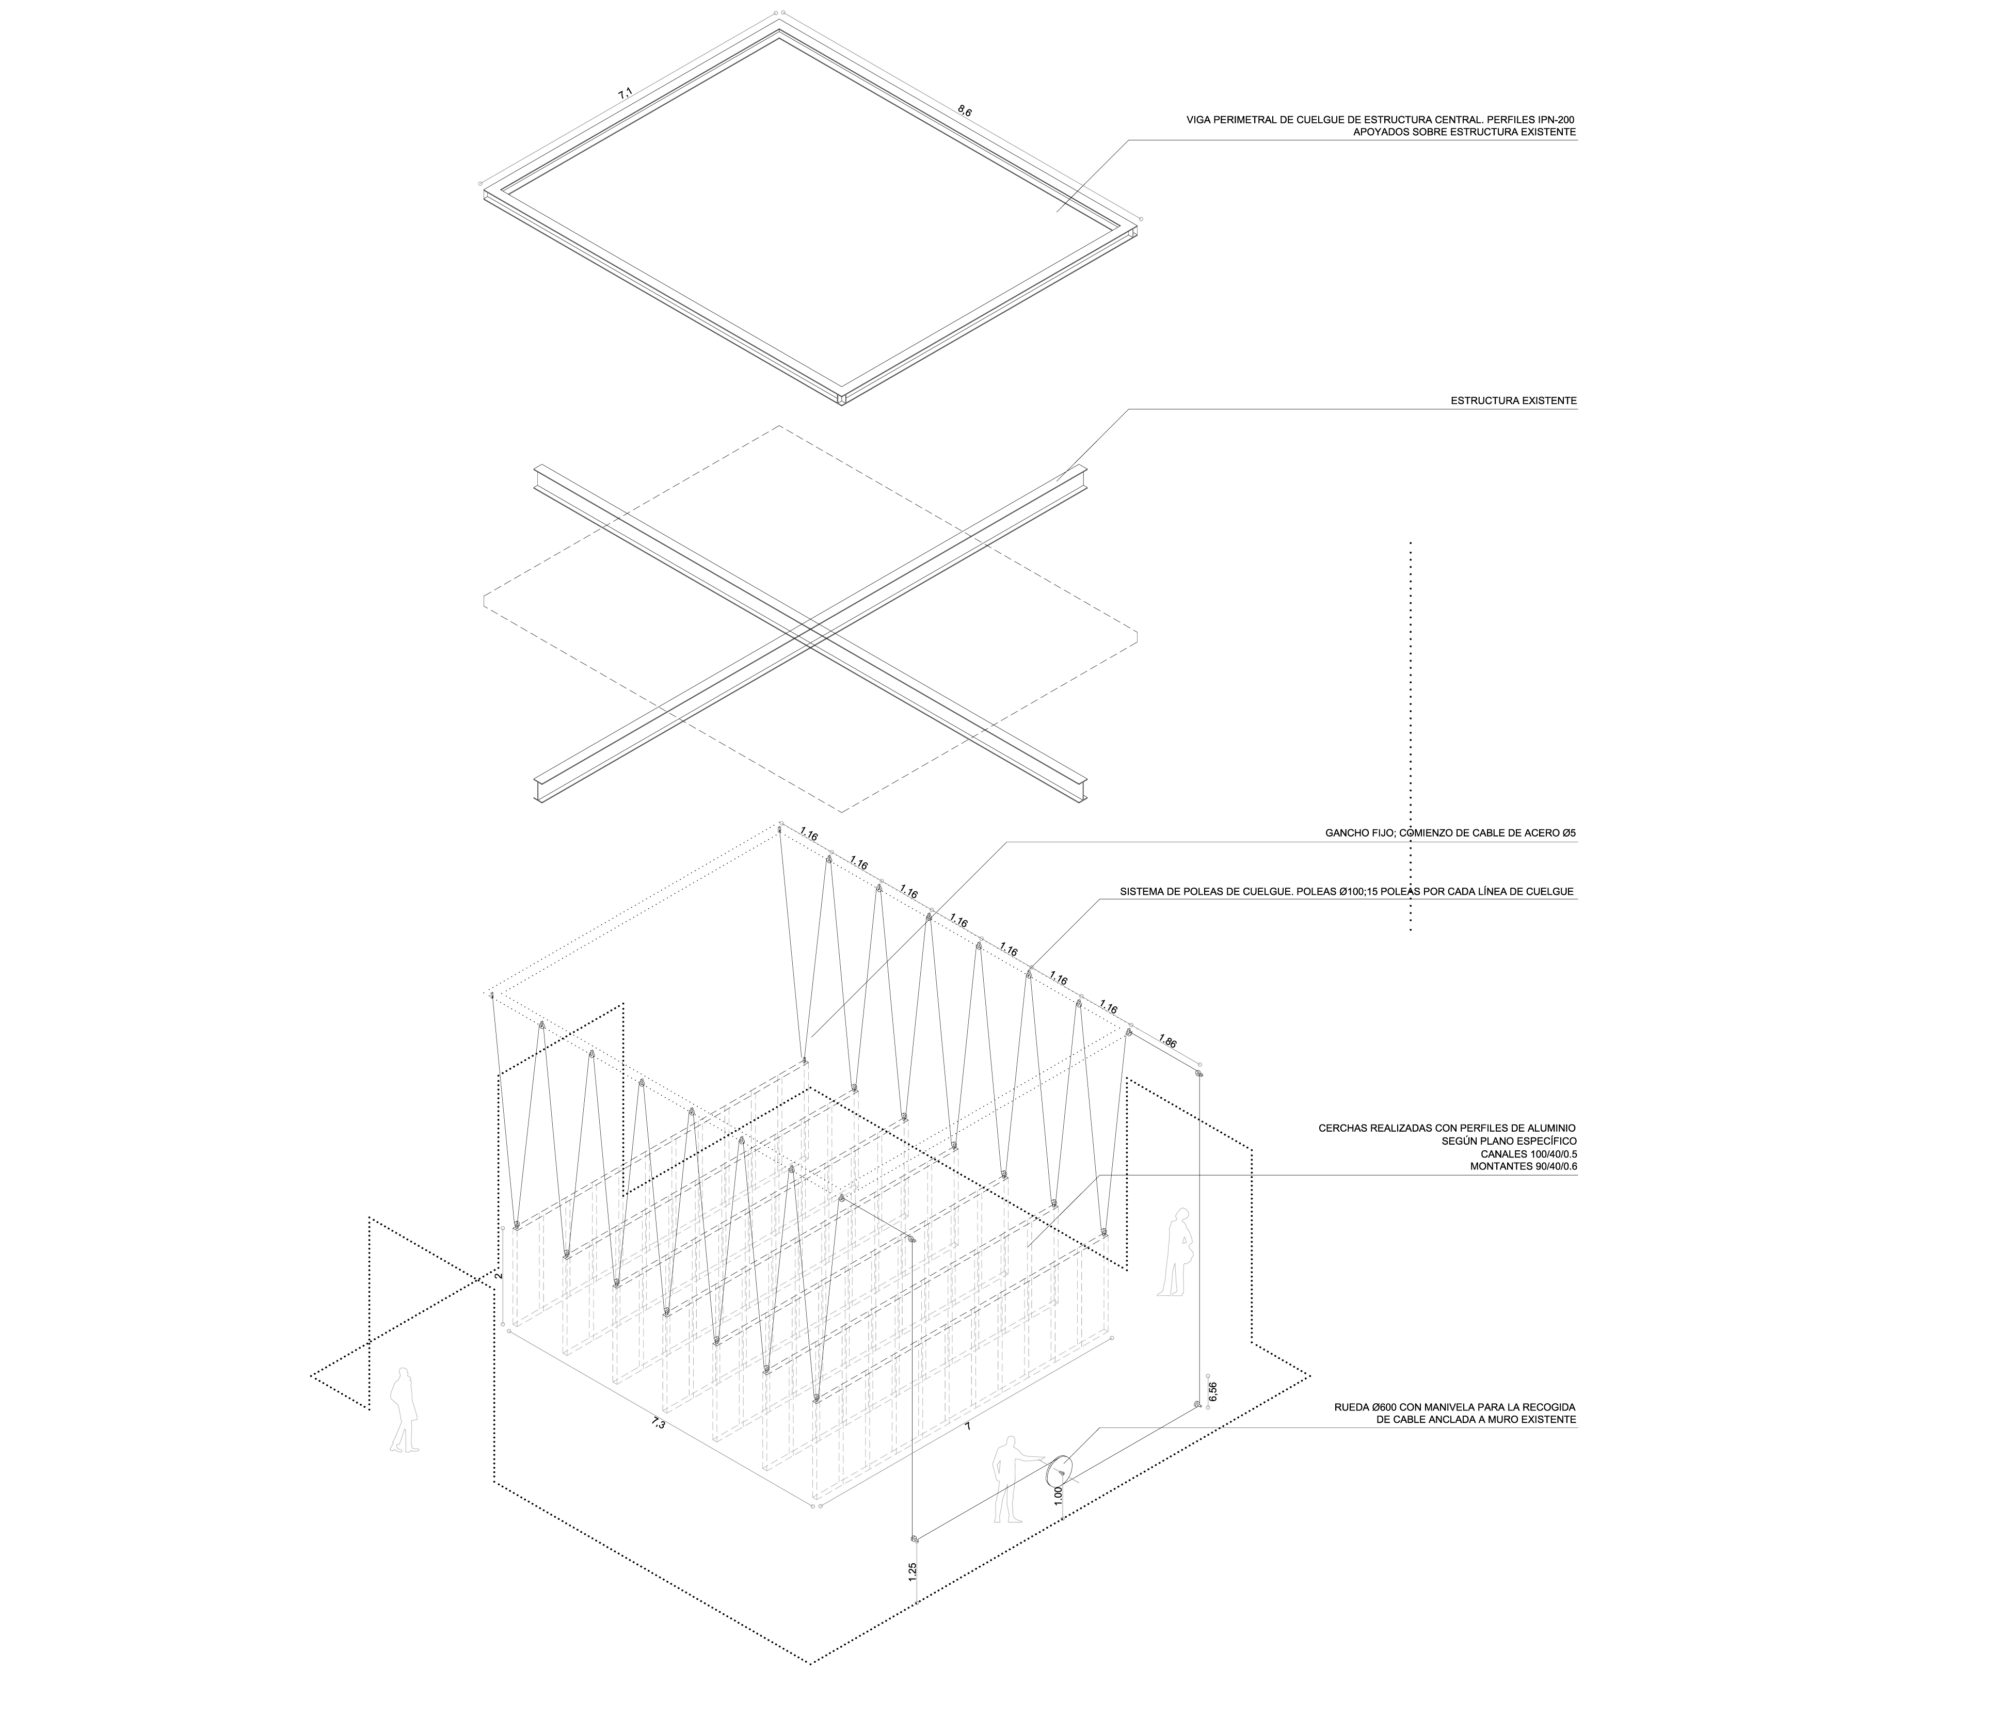 7,1
8,6
VIGA PERIMETRAL DE CUELGUE DE ESTRUCTURA CENTRAL. PERFILES IPN-200
APOYADOS SOBRE ESTRUCTURA EXISTENTE
ESTRUCTURA EXISTENTE
GANCHO FIJO; COMIENZO DE CABLE DE ACERO Ø5
SISTEMA DE POLEAS DE CUELGUE. POLEAS Ø100;15 POLEAS POR CADA LÍNEA DE CUELGUE
1,16
1,16
1,16
1,16
1,16
1,16
1,16
1,86
CERCHAS REALIZADAS CON PERFILES DE ALUMINIO
SEGÚN PLANO ESPECÍFICO
CANALES 100/40/0.5
MONTANTES 90/40/0.6
2
7,3
7
6,56
RUEDA Ø600 CON MANIVELA PARA LA RECOGIDA
DE CABLE ANCLADA A MURO EXISTENTE
1,00
1,25